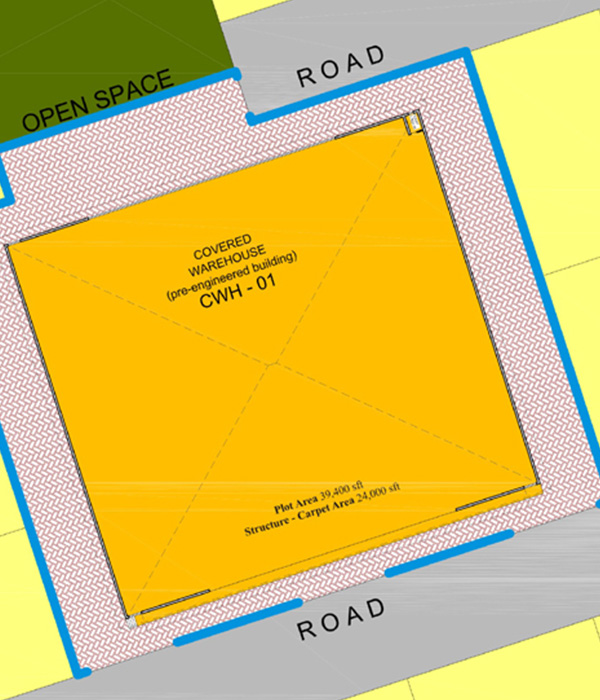 ROAD
OPEN SPACE
COVERED
WAREHOUSE
(pre-engineered building)
CWH - 01
Plot Area 39,400 sft
Structure - Carpet Area 24,000 sft
ROAD